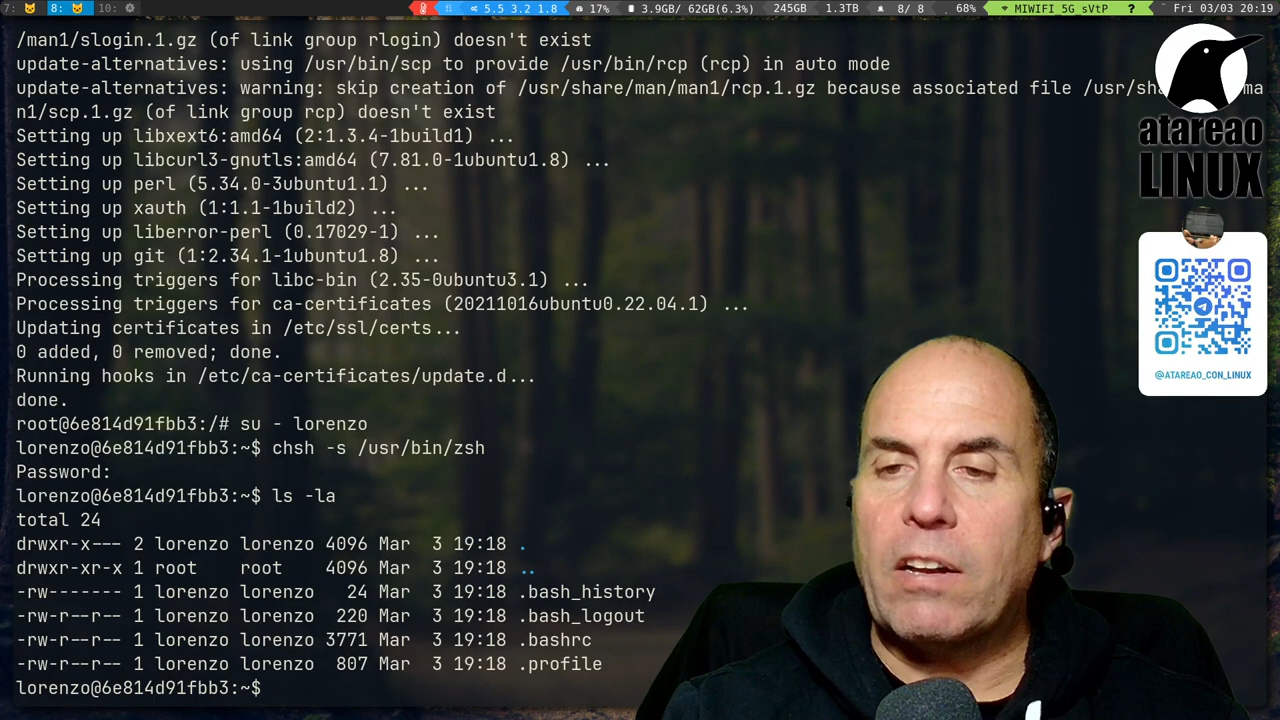 7: 8: 10: 5.5 3.2 1.8 17% 3.9GB/ 62GB(6.3%) 245GB 1.3TB 8/ 8 68% MIWIFI 5G sVtP ? Fri 03/03 20:19
/man1/slogin.1.gz (of link group rlogin) doesn't exist
update-alternatives: using /usr/bin/scp to provide /usr/bin/rcp (rcp) in auto mode
update-alternatives: warning: skip creation of /usr/share/man/man1/rcp.1.gz because associated file
n1/scp.1.gz (of link group rcp) doesn't exist
Setting up libxext6:amd64 (2:1.3.4-1build1) ...
Setting up libcurl3-gnutls:amd64 (7.81.0-1ubuntu1.8) ...
Setting up perl (5.34.0-3ubuntu1.1) ...
Setting up xauth (1:1.1-1build2) ...
Setting up liberror-perl (0.17029-1) ...
Setting up git (1:2.34.1-1ubuntu1.8) ...
Processing triggers for libc-bin (2.35-0ubuntu3.1) ...
Processing triggers for ca-certificates (20211016ubuntu0.22.04.1) ...
Updating certificates in /etc/ssl/certs...
0 added, 0 removed; done.
Running hooks in /etc/ca-certificates/update.d...
done.
root@6e814d91fbb3:/# su - lorenzo
lorenzo@6e814d91fbb3:~$ chsh -s /usr/bin/zsh
Password:
lorenzo@6e814d91fbb3:~$ ls -la
total 24
drwxr-x--- 2 lorenzo lorenzo 4096 Mar  3 19:18 .
drwxr-xr-x 1 root    root    4096 Mar  3 19:18 ..
-rw------- 1 lorenzo lorenzo   24 Mar  3 19:18 .bash_history
-rw-r--r-- 1 lorenzo lorenzo  220 Mar  3 19:18 .bash_logout
-rw-r--r-- 1 lorenzo lorenzo 3771 Mar  3 19:18 .bashrc
-rw-r--r-- 1 lorenzo lorenzo  807 Mar  3 19:18 .profile
lorenzo@6e814d91fbb3:~$
atareao
LINUX
@ATAREAO_CON_LINUX